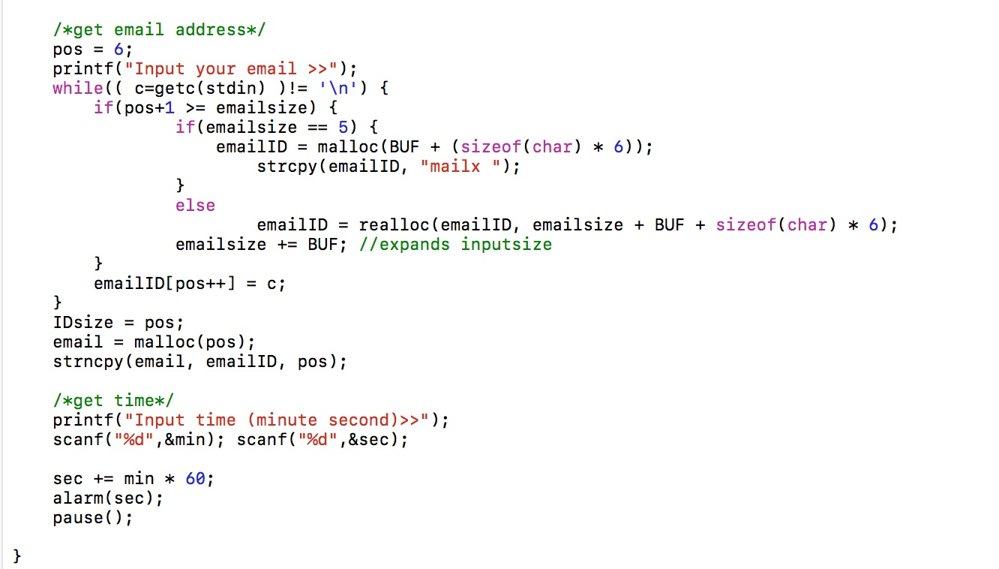 /*get email address*/
pos = 6;
printf("Input your email >>");
while(( c=getc(stdin) )!= '\n') {
if(pos+1 >= emailsize) {
if(emailsize == 5) {
emailID = malloc(BUF + (sizeof(char) * 6));
strcpy(emailID, "mailx ");
}
else
emailID = realloc(emailID, emailsize + BUF + sizeof(char) * 6);
emailsize += BUF; //expands inputsize
}
emailID[pos++] = c;
}
IDsize = pos;
email = malloc(pos);
strncpy(email, emailID, pos);
/*get time*/
printf("Input time (minute second)>>");
scanf("%d",&min); scanf("%d",&sec);
sec += min * 60;
alarm(sec);
pause();
}